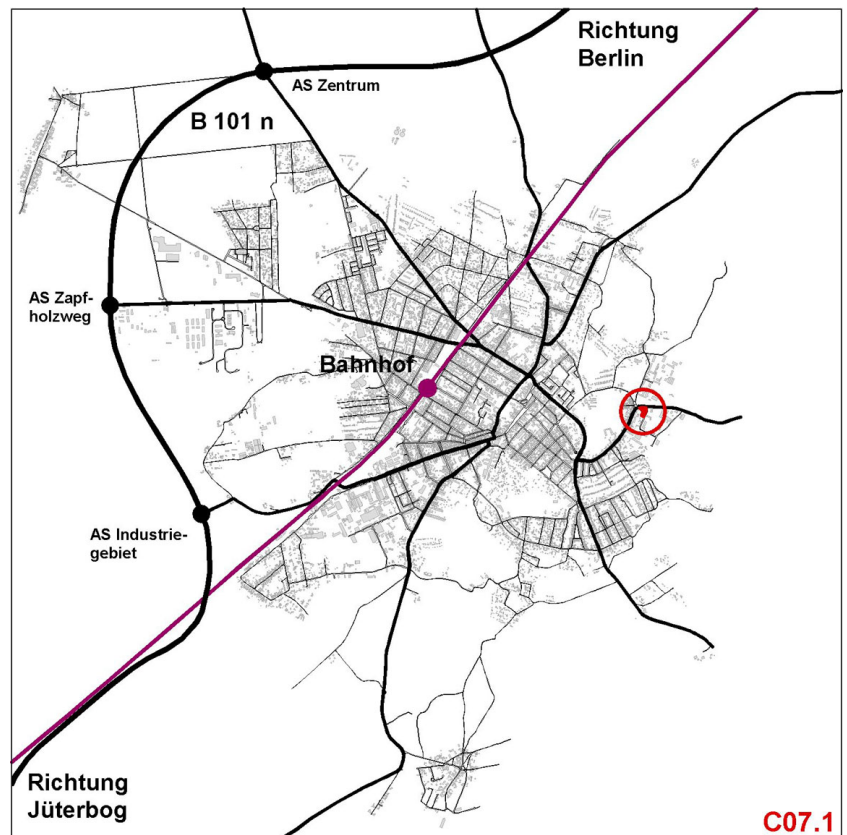 Richtung
Berlin
AS Zentrum
B 101 n
AS Zapf-
holzweg
Bahnhof
AS Industrie-
gebiet
Richtung
Jüterbog
C07.1